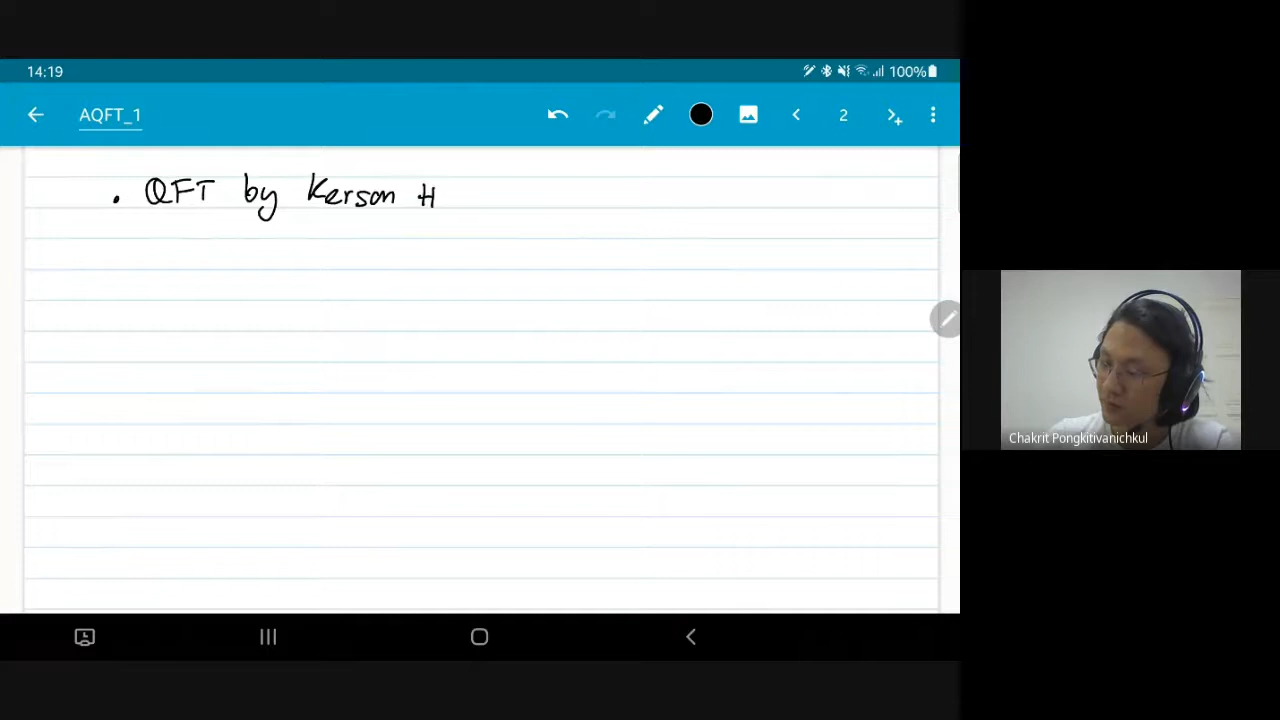 14:19
100%
AQFT_1
2
. QFT by Kerson H
Chakrit Pongkitivanichkul